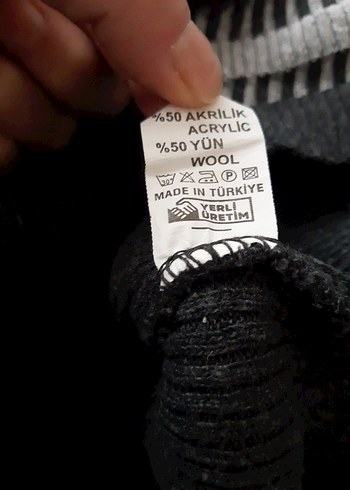 %50 AKRİLİK
ACRYLIC
%50 YÜN
WOOL
MADE IN TÜRKİYE
YERLİ
ÜRETİM